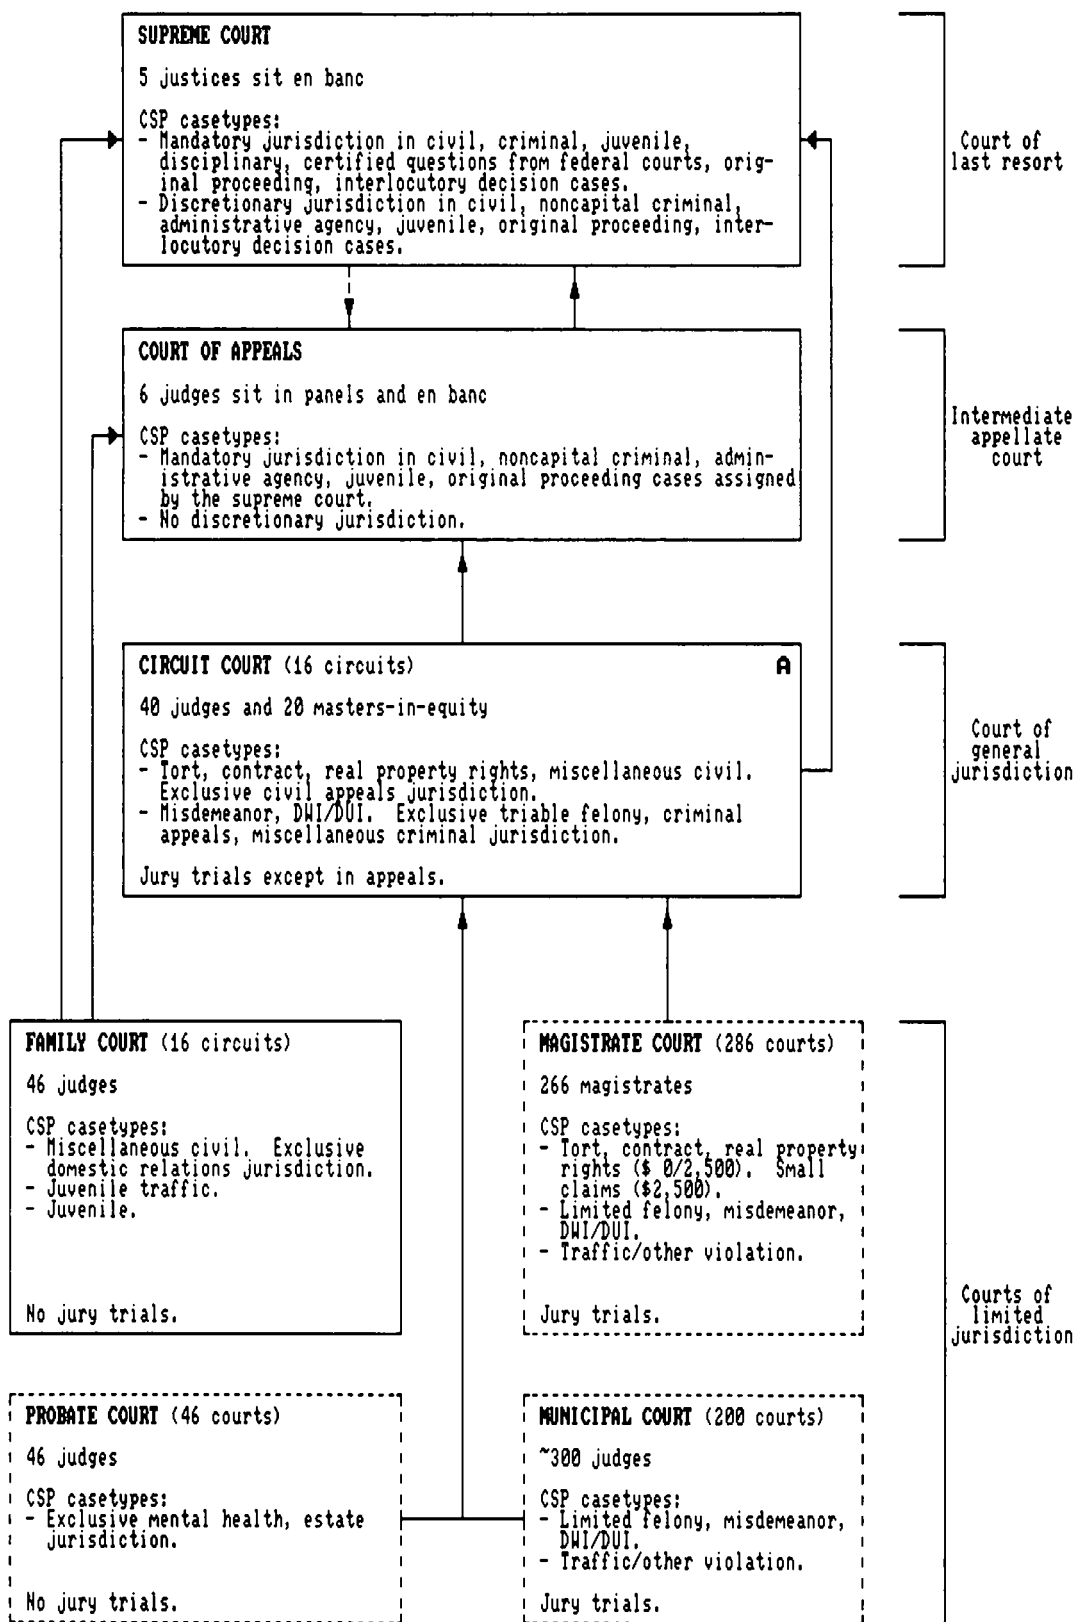 SUPREME COURT
5 justices sit en banc
CSP casetypes:
- Mandatory jurisdiction in civil, criminal, juvenile,
disciplinary, certified questions from federal courts, orig-
inal proceeding, interlocutory decision cases.
- Discretionary jurisdiction in civil, noncapital criminal,
administrative agency, juvenile, original proceeding, inter-
locutory decision cases.
Court of
last resort
COURT OF APPEALS
6 judges sit in panels and en banc
CSP casetypes:
- Mandatory jurisdiction in civil, noncapital criminal, admin-
istrative agency, juvenile, original proceeding cases assigned
by the supreme court.
- No discretionary jurisdiction.
Intermediate
appellate
court
CIRCUIT COURT (16 circuits) A
40 judges and 20 masters-in-equity
CSP casetypes:
- Tort, contract, real property rights, miscellaneous civil.
Exclusive civil appeals jurisdiction.
- Misdemeanor, DWI/DUI. Exclusive triable felony, criminal
appeals, miscellaneous criminal jurisdiction.
Jury trials except in appeals.
Court of
general
jurisdiction
FAMILY COURT (16 circuits)
46 judges
CSP casetypes:
- Miscellaneous civil. Exclusive
domestic relations jurisdiction.
- Juvenile traffic.
- Juvenile.
No jury trials.
MAGISTRATE COURT (286 courts)
266 magistrates
CSP casetypes:
- Tort, contract, real property
rights ($ 0/2,500). Small
claims ($2,500).
- Limited felony, misdemeanor,
DWI/DUI.
- Traffic/other violation.
Jury trials.
Courts of
limited
jurisdiction
PROBATE COURT (46 courts)
46 judges
CSP casetypes:
- Exclusive mental health, estate
jurisdiction.
No jury trials.
MUNICIPAL COURT (200 courts)
~300 judges
CSP casetypes:
- Limited felony, misdemeanor,
DWI/DUI.
- Traffic/other violation.
Jury trials.